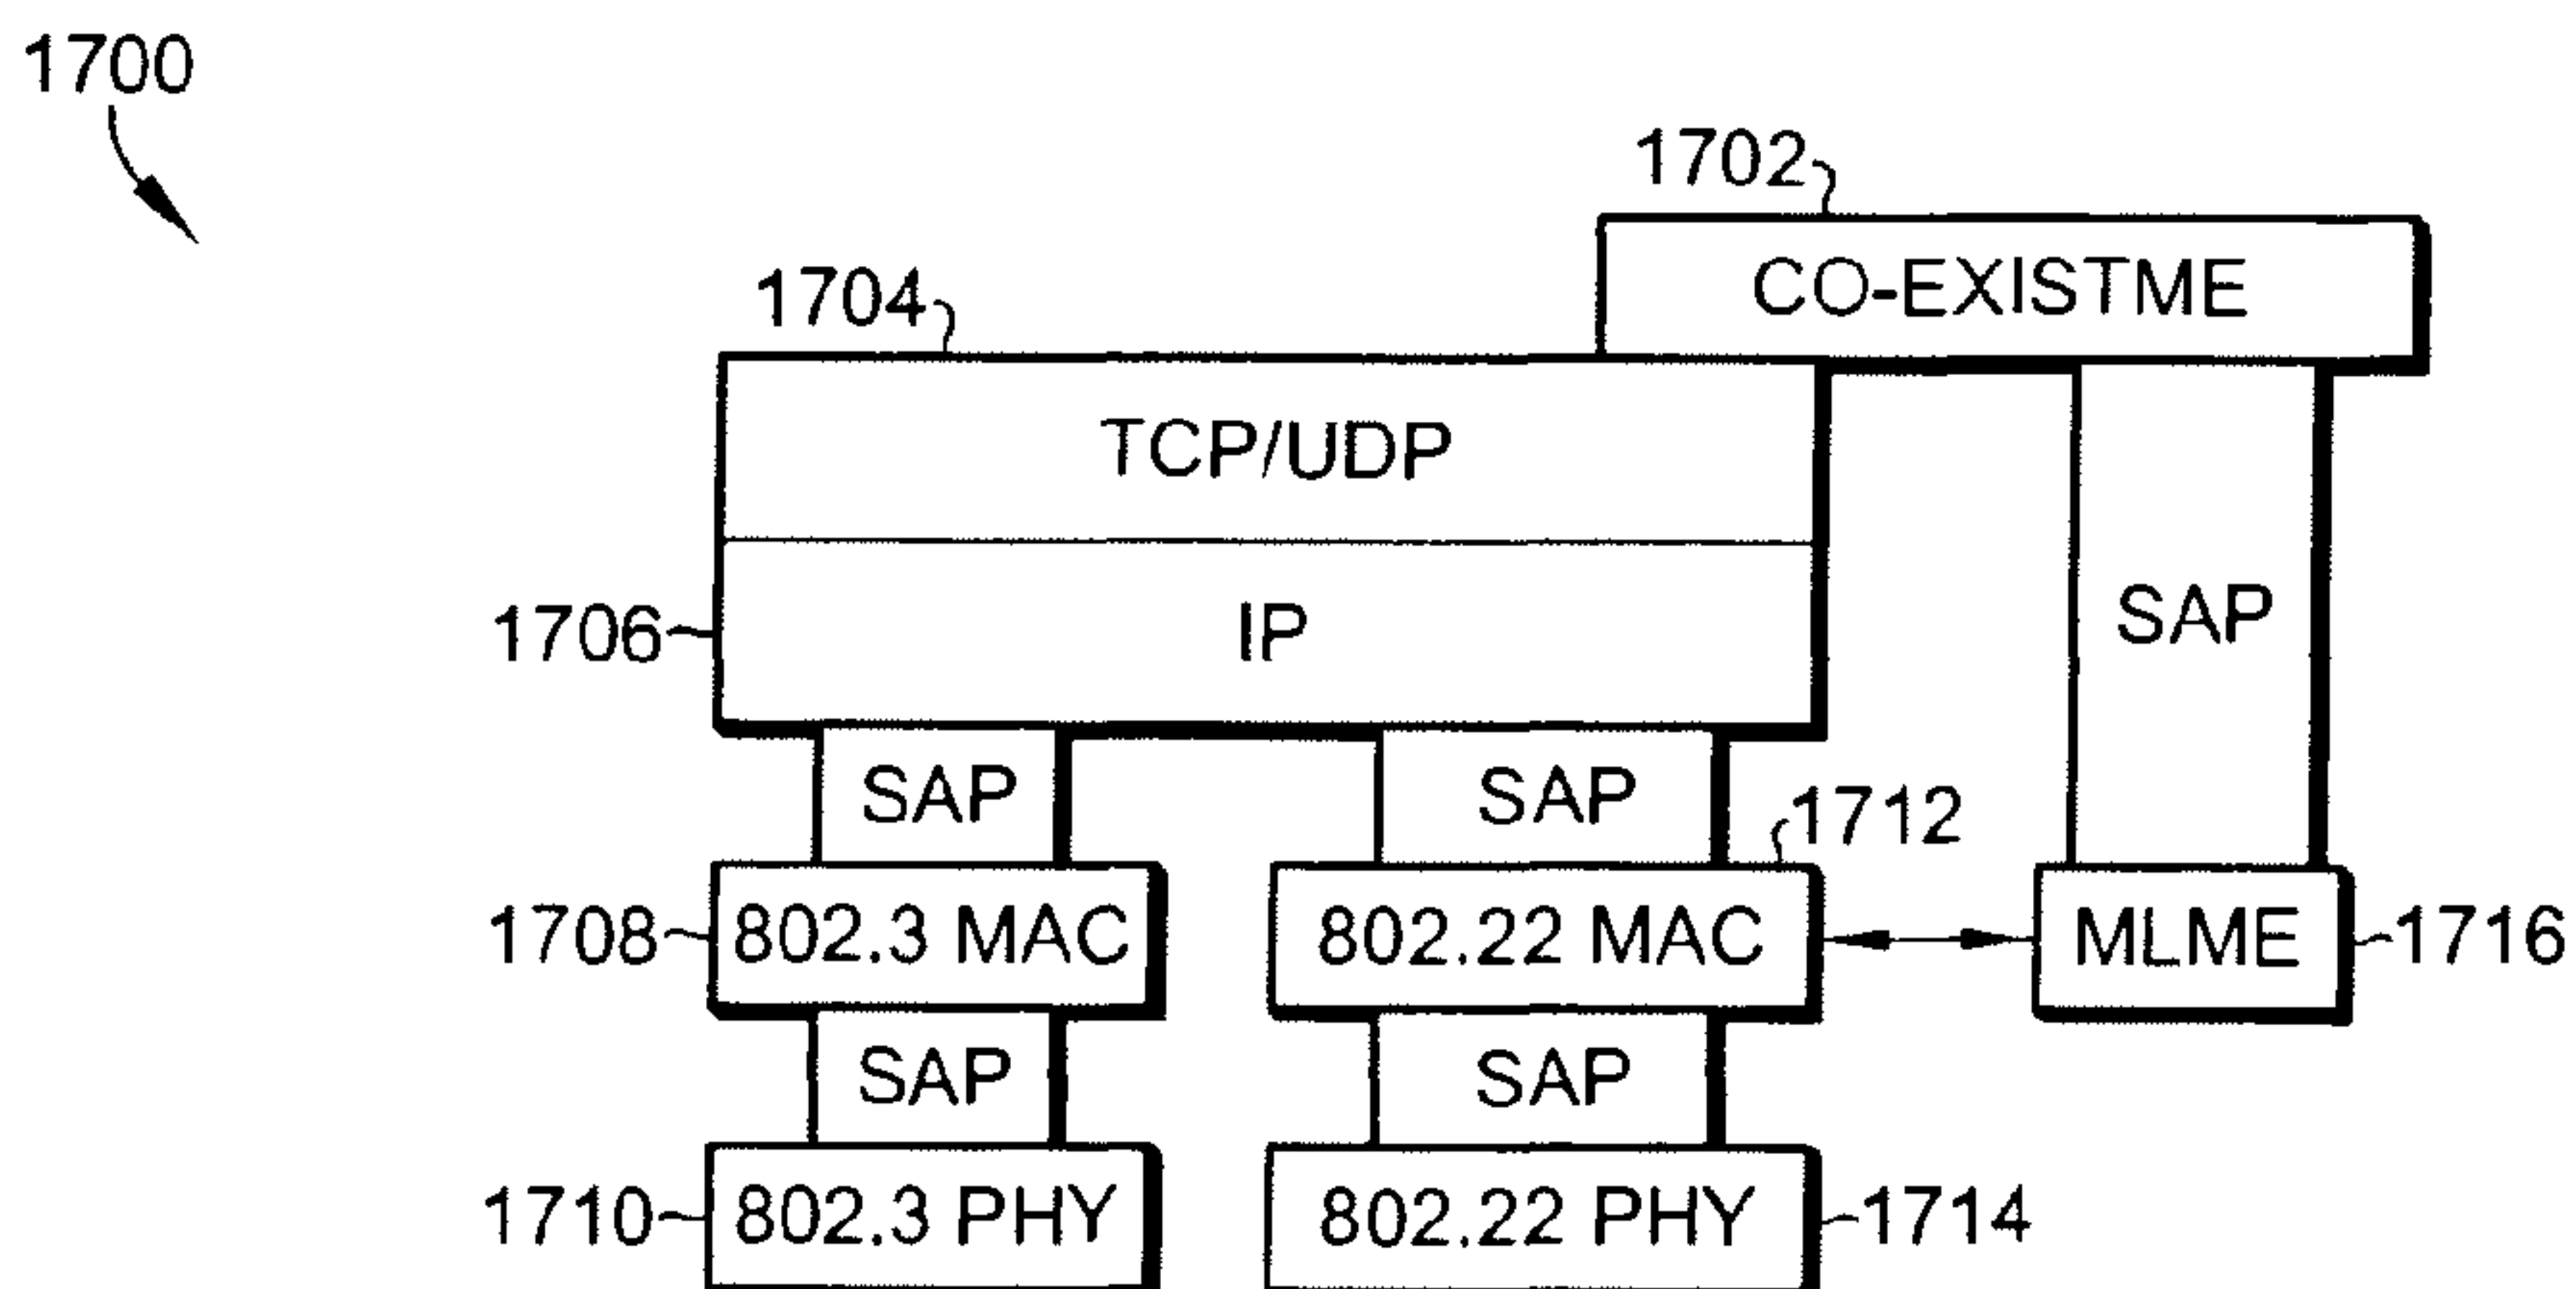 1700
1702
CO-EXISTME
1704
TCP/UDP
1706
IP
SAP
SAP
SAP
1712
1708
802.3 MAC
802.22 MAC
MLME
1716
SAP
SAP
1710
802.3 PHY
802.22 PHY
1714